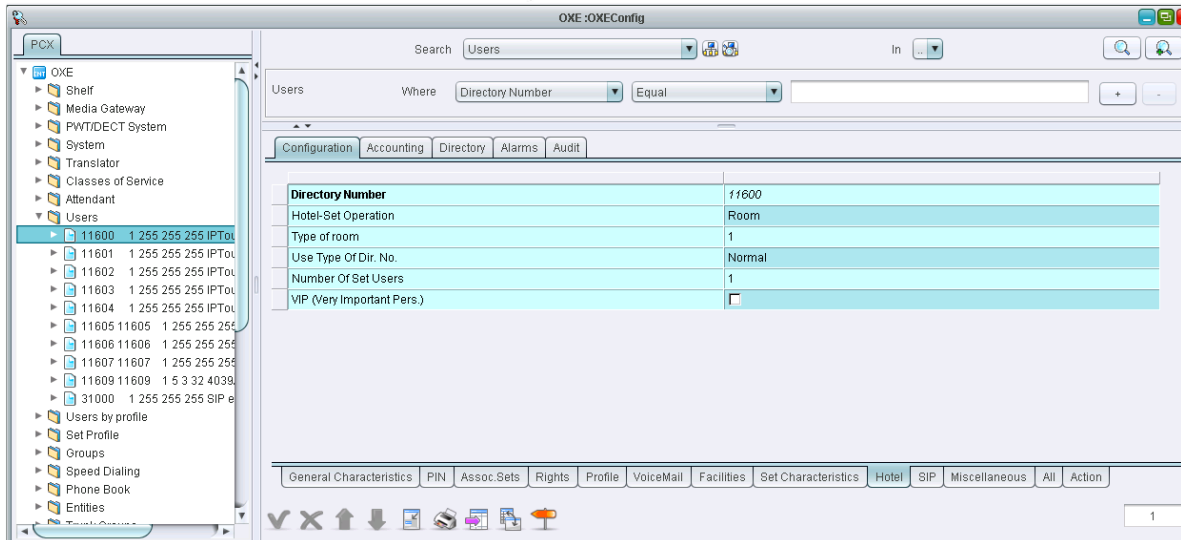 OXE :OXEConfig
PCX
Search Users In ..
Users Where Directory Number Equal + -
OXE
Shelf
Media Gateway
PWT/DECT System
System
Translator
Classes of Service
Attendant
Users
11600 1 255 255 255 IPTou
11601 1 255 255 255 IPTou
11602 1 255 255 255 IPTou
11603 1 255 255 255 IPTou
11604 1 255 255 255 IPTou
11605 11605 1 255 255 255
11606 11606 1 255 255 255
11607 11607 1 255 255 255
11609 11609 1 5 3 32 4039
31000 1 255 255 255 SIP e
Users by profile
Set Profile
Groups
Speed Dialing
Phone Book
Entities
Configuration Accounting Directory Alarms Audit
Directory Number 11600
Hotel-Set Operation Room
Type of room 1
Use Type Of Dir. No. Normal
Number Of Set Users 1
VIP (Very Important Pers.)
General Characteristics PIN Assoc.Sets Rights Profile VoiceMail Facilities Set Characteristics Hotel SIP Miscellaneous All Action
1